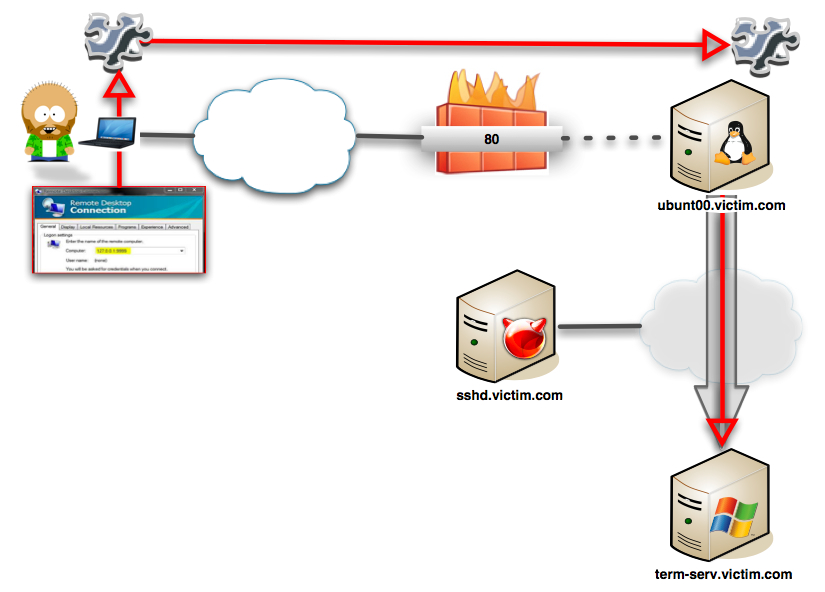 80
ubunt00.victim.com
Remote Desktop
Connection
General Display Local Resources Programs Experience Advanced
Logon settings
Enter the name of the remote computer.
Computer:
User name: (none)
You will be asked for credentials when you connect.
sshd.victim.com
term-serv.victim.com